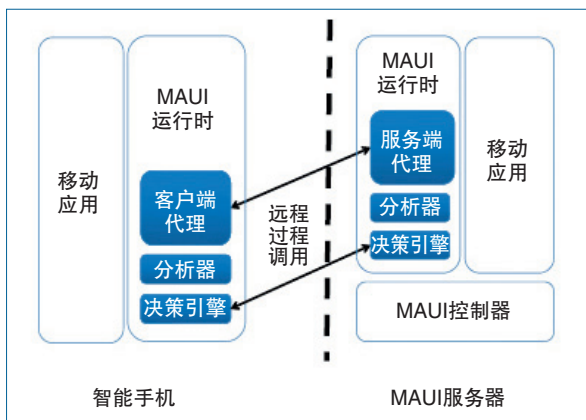 移动
应用
MAUI
运行时
客户端
代理
分析器
决策引擎
远程
过程
调用
MAUI
运行时
服务端
代理
分析器
决策引擎
移动
应用
MAUI控制器
智能手机
MAUI服务器